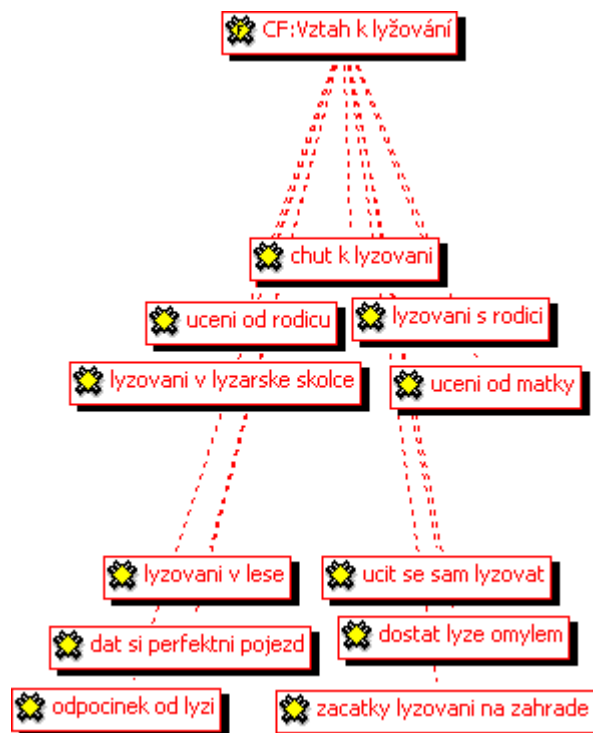 CF:Vztah k lyžování
chut k lyzovani
uceni od rodicu
lyzovani s rodici
lyzovani v lyzarske skolce
uceni od matky
lyzovani v lese
ucit se sam lyzovat
dat si perfektni pojezd
dostat lyze omylem
odpocinek od lyzi
zacatky lyzovani na zahrade